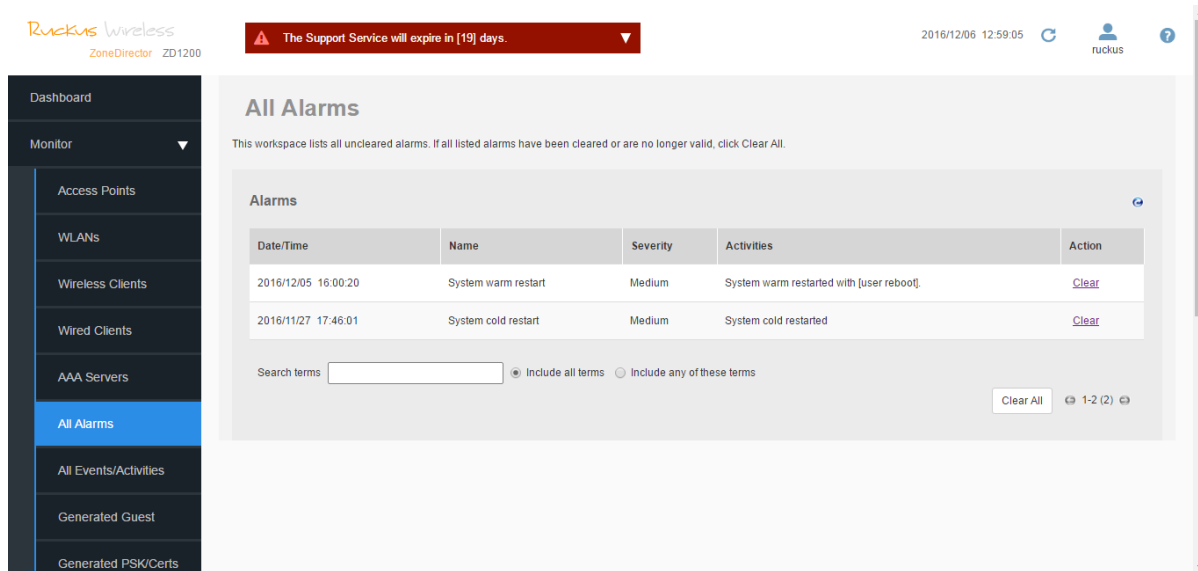 Ruckus Wireless
ZoneDirector ZD1200
The Support Service will expire in [19] days.
2016/12/06 12:59:05
ruckus
Dashboard
Monitor
Access Points
WLANs
Wireless Clients
Wired Clients
AAA Servers
All Alarms
All Events/Activities
Generated Guest
Generated PSK/Certs
All Alarms
This workspace lists all uncleared alarms. If all listed alarms have been cleared or are no longer valid, click Clear All.
Alarms
Date/Time Name Severity Activities Action
2016/12/05 16:00:20 System warm restart Medium System warm restarted with [user reboot]. Clear
2016/11/27 17:46:01 System cold restart Medium System cold restarted Clear
Search terms Include all terms Include any of these terms
Clear All 1-2 (2)